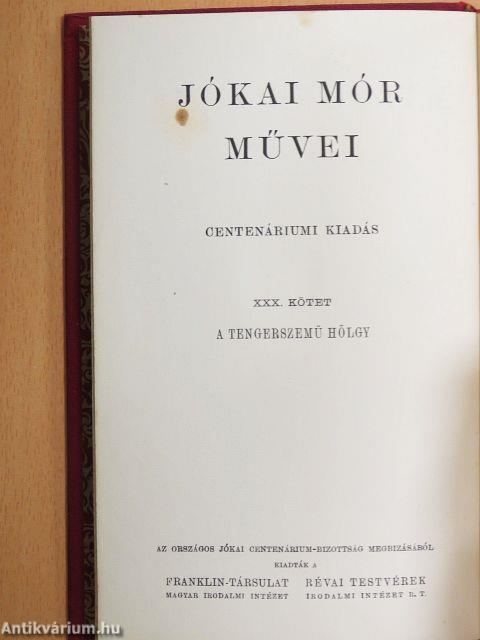 JÓKAI MÓR
MŰVEI
CENTENÁRIUMI KIADÁS
XXX. KÖTET
A TENGERSZEMŰ HÖLGY
AZ ORSZÁGOS JÓKAI CENTENÁRIUM-BIZOTTSÁG MEGBIZÁSÁBÓL
KIADTÁK A
FRANKLIN-TÁRSULAT RÉVAI TESTVÉREK
MAGYAR IRODALMI INTÉZET IRODALMI INTÉZET R. T.
Antikvárium.hu